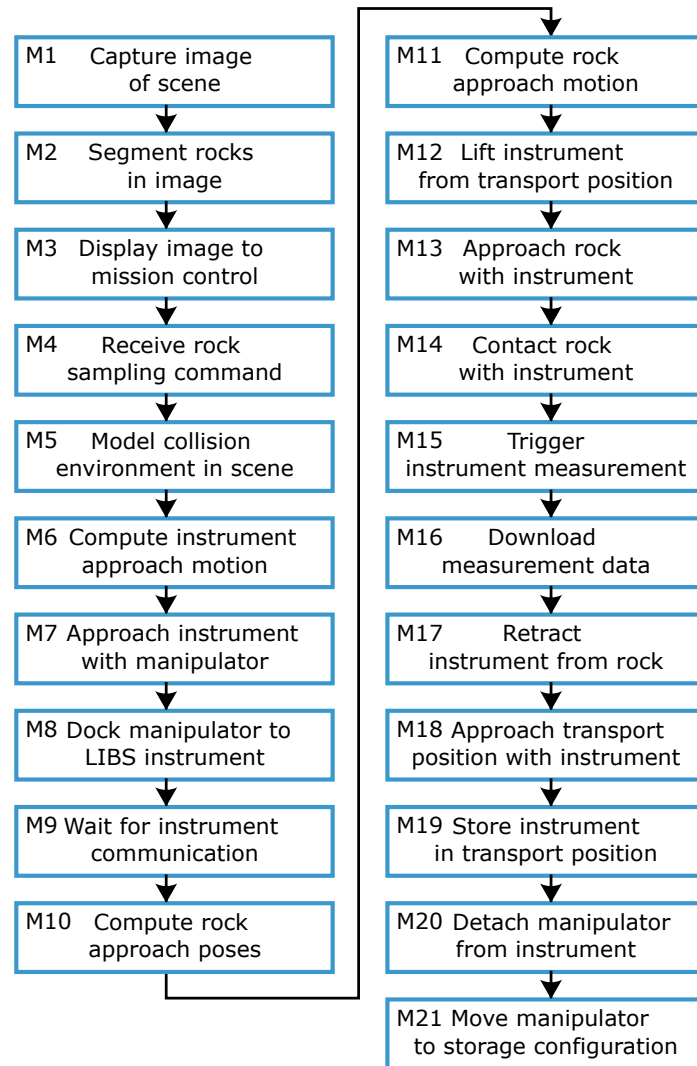 M1 Capture image
of scene
M2 Segment rocks
in image
M3 Display image to
mission control
M4 Receive rock
sampling command
M5 Model collision
environment in scene
M6 Compute instrument
approach motion
M7 Approach instrument
with manipulator
M8 Dock manipulator to
LIBS instrument
M9 Wait for instrument
communication
M10 Compute rock
approach poses
M11 Compute rock
approach motion
M12 Lift instrument
from transport position
M13 Approach rock
with instrument
M14 Contact rock
with instrument
M15 Trigger
instrument measurement
M16 Download
measurement data
M17 Retract
instrument from rock
M18 Approach transport
position with instrument
M19 Store instrument
in transport position
M20 Detach manipulator
from instrument
M21 Move manipulator
to storage configuration